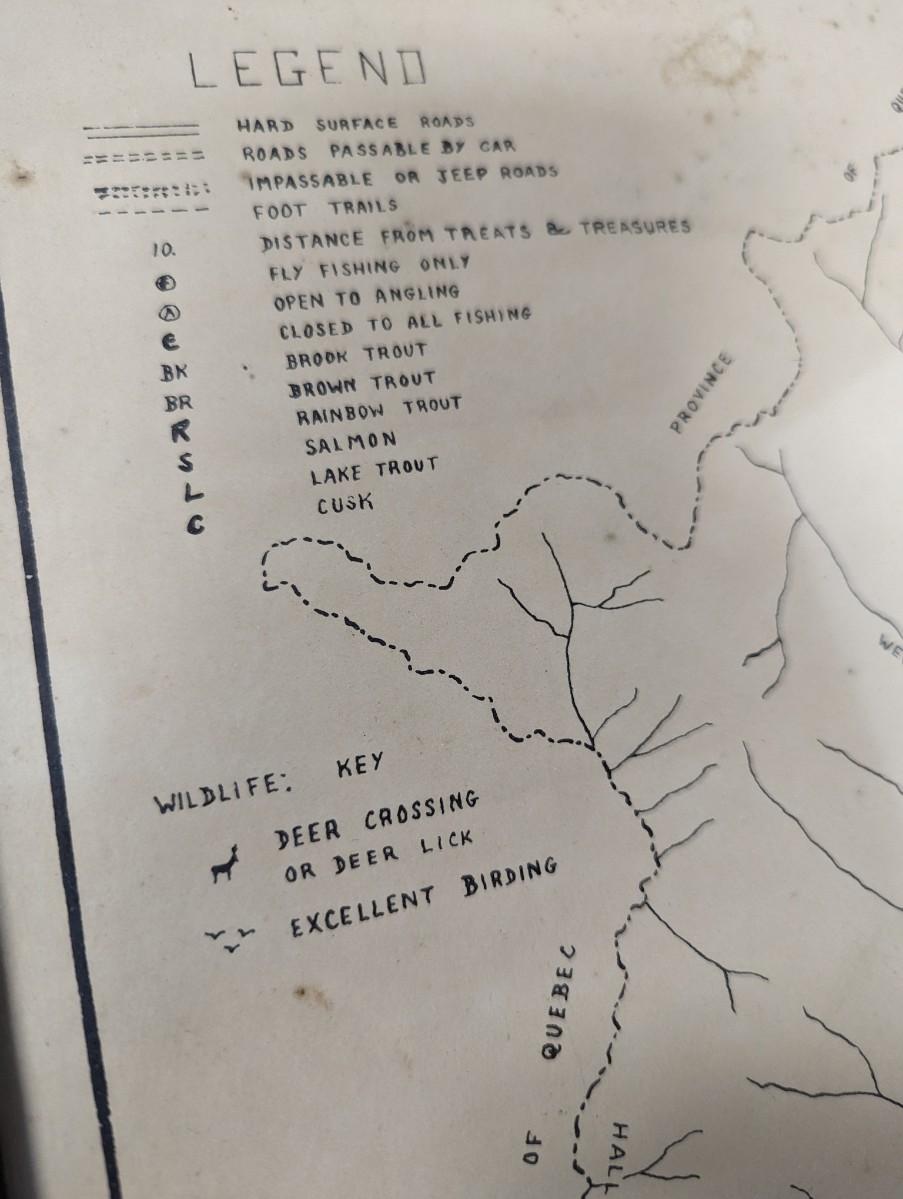 LEGEND
HARD SURFACE ROADS
ROADS PASSABLE BY CAR
IMPASSABLE OR JEEP ROADS
FOOT TRAILS
10. DISTANCE FROM TREATS & TREASURES
F FLY FISHING ONLY
A OPEN TO ANGLING
C CLOSED TO ALL FISHING
BK BROOK TROUT
BR BROWN TROUT
R RAINBOW TROUT
S SALMON
L LAKE TROUT
C CUSK
OF
PROVINCE
WILDLIFE: KEY
DEER CROSSING
OR DEER LICK
EXCELLENT BIRDING
QUEBEC
OF
HALL